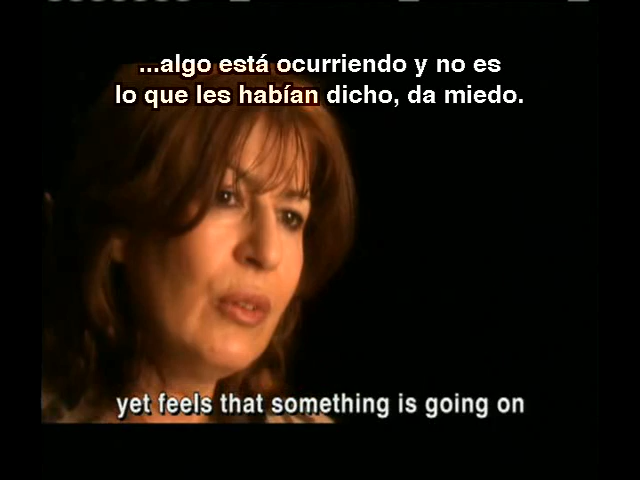 ...algo está ocurriendo y no es
lo que les habían dicho, da miedo.
yet feels that something is going on